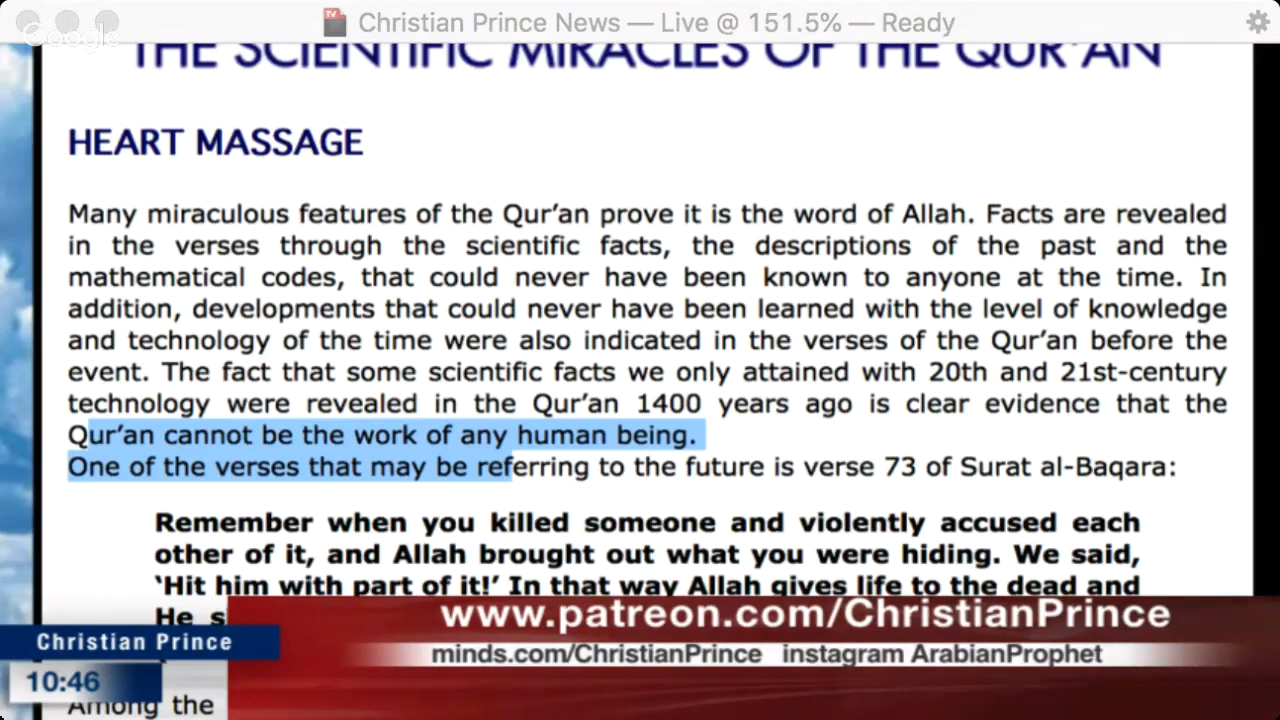 Christian Prince News — Live @ 151.5% — Ready
Google
THE SCIENTIFIC MIRACLES OF THE QUR'AN
HEART MASSAGE
Many miraculous features of the Qur'an prove it is the word of Allah. Facts are revealed
in the verses through the scientific facts, the descriptions of the past and the
mathematical codes, that could never have been known to anyone at the time. In
addition, developments that could never have been learned with the level of knowledge
and technology of the time were also indicated in the verses of the Qur'an before the
event. The fact that some scientific facts we only attained with 20th and 21st-century
technology were revealed in the Qur'an 1400 years ago is clear evidence that the
Qur'an cannot be the work of any human being.
One of the verses that may be referring to the future is verse 73 of Surat al-Baqara:
Remember when you killed someone and violently accused each
other of it, and Allah brought out what you were hiding. We said,
'Hit him with part of it!' In that way Allah gives life to the dead and
He s
www.patreon.com/ChristianPrince
Christian Prince
minds.com/ChristianPrince instagram ArabianProphet
10:46
Among the